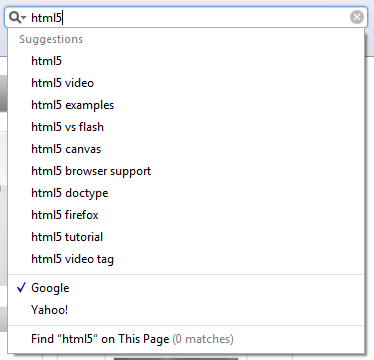 html5
Suggestions
html5
html5 video
html5 examples
html5 vs flash
html5 canvas
html5 browser support
html5 doctype
html5 firefox
html5 tutorial
html5 video tag
✓ Google
Yahoo!
Find “html5” on This Page (0 matches)